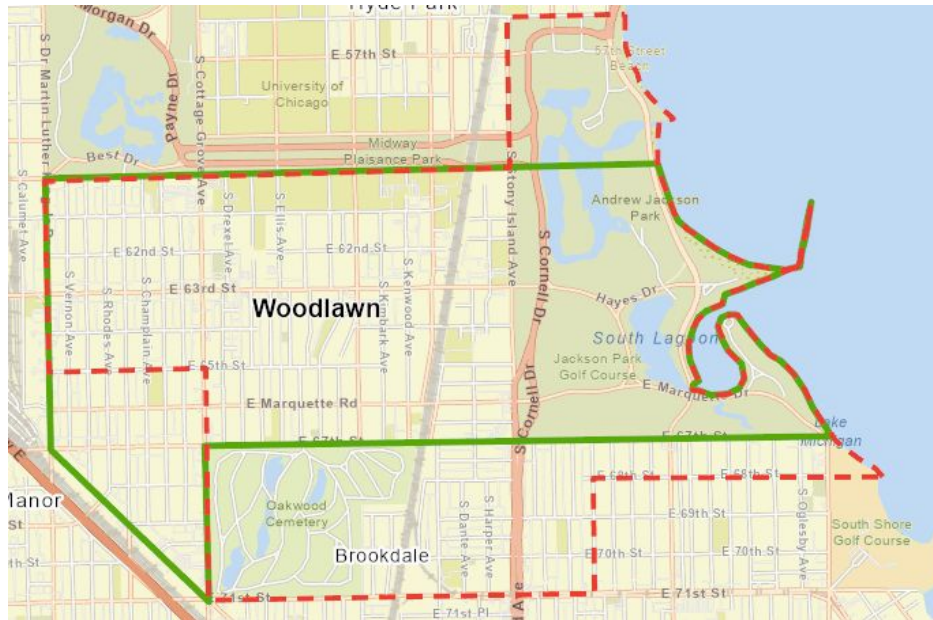 Hyde Park
Morgan Dr
S Dr Martin Luther K
Payne Dr
S Cottage Grove Ave
E 57th St
57th Street
Beach
University of
Chicago
Midway
Plaisance Park
Best Dr
S Calumet Ave
S Drexel Ave
S Ellis Ave
S Stony Island Ave
Andrew Jackson
Park
E 62nd St
E 62nd St
S Cornell Dr
S Vernon Ave
S Rhodes Ave
S Champlain Ave
E 63rd St
S Kimbark Ave
S Kenwood Ave
Hayes Dr
Woodlawn
South Lagoon
Jackson Park
Golf Course
E 65th St
E Marquette Rd
E Marquette Dr
S Cornell Dr
E 67th St
E 67th St
Lake
Michigan
E
Manor
St
th St
Oakwood
Cemetery
E 68th St
E 68th St
S Dante Ave
S Harper Ave
E 69th St
S Oglesby Ave
South Shore
Golf Course
Brookdale
E 70th St
E 70th St
E 71st St
E 71st St
E 71st Pl
d Ave